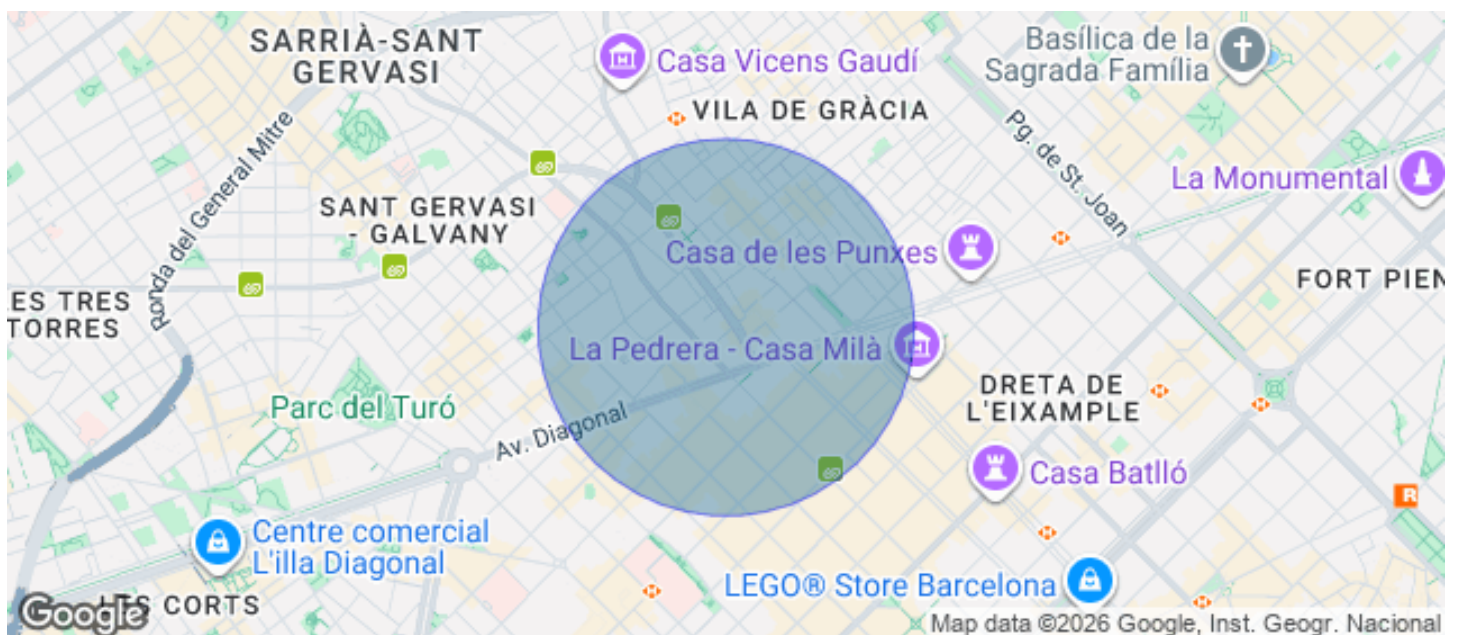 SARRIÀ-SANT
GERVASI
Casa Vicens Gaudí
Basílica de la
Sagrada Família
VILA DE GRÀCIA
Ronda del General Mitre
Pg. de St. Joan
La Monumental
SANT GERVASI
- GALVANY
Casa de les Punxes
FORT PIEN
ES TRES
TORRES
La Pedrera - Casa Milà
DRETA DE
L'EIXAMPLE
Parc del Turó
Av. Diagonal
Casa Batlló
R
Centre comercial
L'illa Diagonal
LEGO® Store Barcelona
LES CORTS
Google
Map data ©2026 Google, Inst. Geogr. Nacional